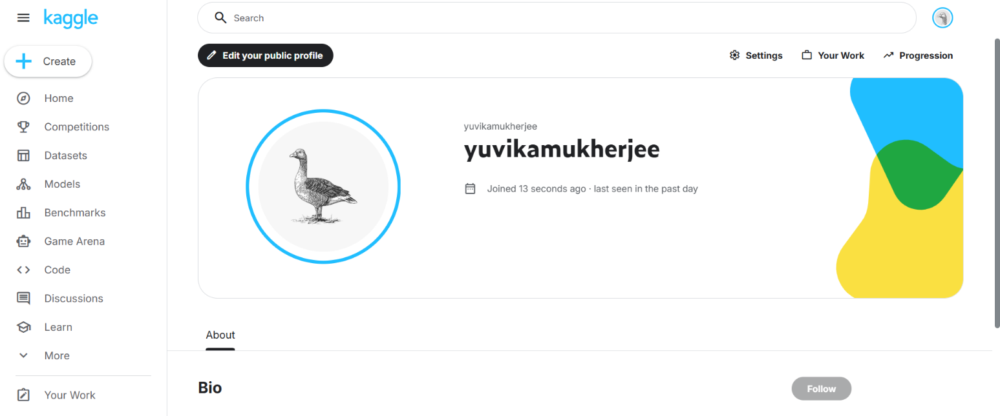 kaggle
Search
Create
Edit your public profile
Settings
Your Work
Progression
Home
Competitions
Datasets
Models
Benchmarks
Game Arena
Code
Discussions
Learn
More
Your Work
yuvikamukherjee
yuvikamukherjee
Joined 13 seconds ago · last seen in the past day
About
Bio
Follow